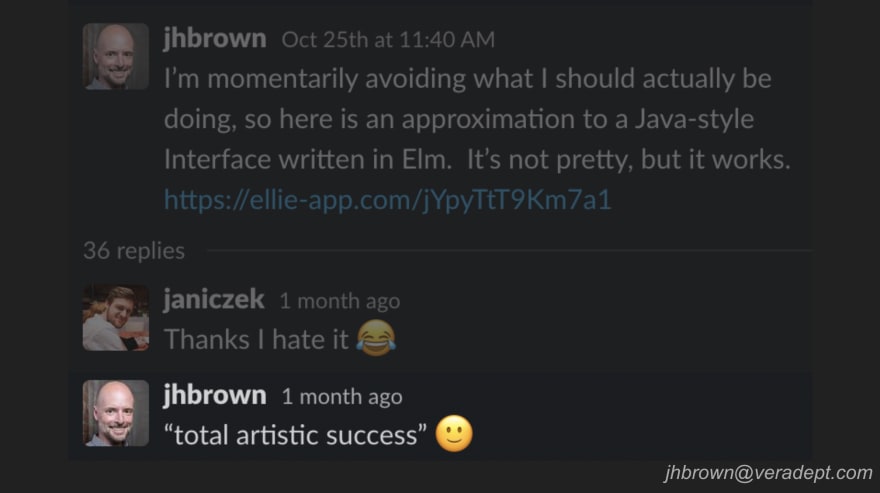 jhbrown Oct 25th at 11:40 AM
I’m momentarily avoiding what I should actually be
doing, so here is an approximation to a Java-style
Interface written in Elm.  It’s not pretty, but it works.
https://ellie-app.com/jYpyTtT9Km7a1
36 replies
janiczek 1 month ago
Thanks I hate it 😂
jhbrown 1 month ago
“total artistic success” 🙂
jhbrown@veradept.com